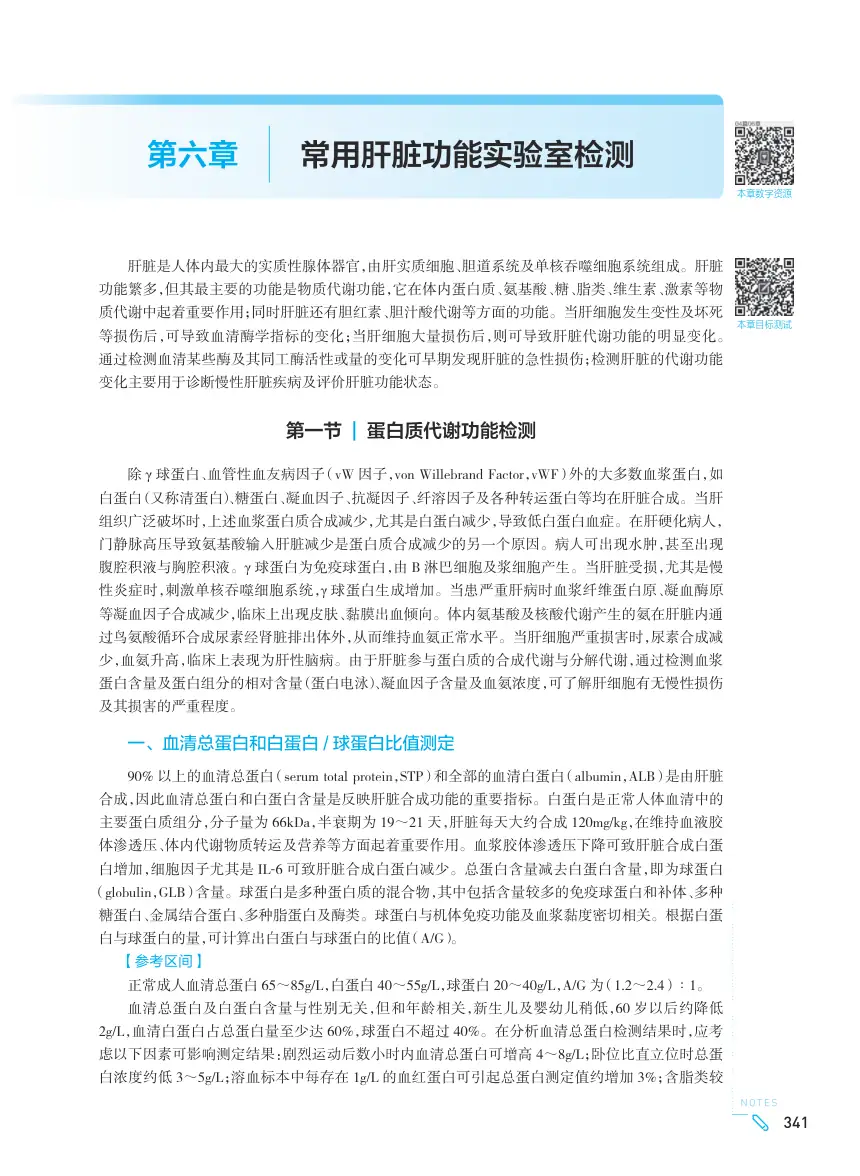 第六章
常用肝脏功能实验室检测
本章数字资源
肝脏是人体内最大的实质性腺体器官,由肝实质细胞、胆道系统及单核吞噬细胞系统组成。肝脏
功能繁多,但其最主要的功能是物质代谢功能,它在体内蛋白质、氨基酸、糖、脂类、维生素、激素等物
质代谢中起着重要作用;同时肝脏还有胆红素、胆汁酸代谢等方面的功能。当肝细胞发生变性及坏死
等损伤后,可导致血清酶学指标的变化;当肝细胞大量损伤后,则可导致肝脏代谢功能的明显变化。
通过检测血清某些酶及其同工酶活性或量的变化可早期发现肝脏的急性损伤;检测肝脏的代谢功能
变化主要用于诊断慢性肝脏疾病及评价肝脏功能状态。
本章目标测试
第一节 | 蛋白质代谢功能检测
除γ球蛋白、血管性血友病因子(vW 因子,von Willebrand Factor,vWF)外的大多数血浆蛋白,如
白蛋白(又称清蛋白)、糖蛋白、凝血因子、抗凝因子、纤溶因子及各种转运蛋白等均在肝脏合成。当肝
组织广泛破坏时,上述血浆蛋白质合成减少,尤其是白蛋白减少,导致低白蛋白血症。在肝硬化病人,
门静脉高压导致氨基酸输入肝脏减少是蛋白质合成减少的另一个原因。病人可出现水肿,甚至出现
腹腔积液与胸腔积液。γ球蛋白为免疫球蛋白,由 B 淋巴细胞及浆细胞产生。当肝脏受损,尤其是慢
性炎症时,刺激单核吞噬细胞系统,γ球蛋白生成增加。当患严重肝病时血浆纤维蛋白原、凝血酶原
等凝血因子合成减少,临床上出现皮肤、黏膜出血倾向。体内氨基酸及核酸代谢产生的氨在肝脏内通
过鸟氨酸循环合成尿素经肾脏排出体外,从而维持血氨正常水平。当肝细胞严重损害时,尿素合成减
少,血氨升高,临床上表现为肝性脑病。由于肝脏参与蛋白质的合成代谢与分解代谢,通过检测血浆
蛋白含量及蛋白组分的相对含量(蛋白电泳)、凝血因子含量及血氨浓度,可了解肝细胞有无慢性损伤
及其损害的严重程度。
一、血清总蛋白和白蛋白 / 球蛋白比值测定
90% 以上的血清总蛋白(serum total protein,STP)和全部的血清白蛋白(albumin,ALB)是由肝脏
合成,因此血清总蛋白和白蛋白含量是反映肝脏合成功能的重要指标。白蛋白是正常人体血清中的
主要蛋白质组分,分子量为 66kDa,半衰期为 19～21 天,肝脏每天大约合成 120mg/kg,在维持血液胶
体渗透压、体内代谢物质转运及营养等方面起着重要作用。血浆胶体渗透压下降可致肝脏合成白蛋
白增加,细胞因子尤其是 IL-6 可致肝脏合成白蛋白减少。总蛋白含量减去白蛋白含量,即为球蛋白
(globulin,GLB)含量。球蛋白是多种蛋白质的混合物,其中包括含量较多的免疫球蛋白和补体、多种
糖蛋白、金属结合蛋白、多种脂蛋白及酶类。球蛋白与机体免疫功能及血浆黏度密切相关。根据白蛋
白与球蛋白的量,可计算出白蛋白与球蛋白的比值(A/G)。
【参考区间】
正常成人血清总蛋白 65～85g/L,白蛋白 40～55g/L,球蛋白 20～40g/L,A/G 为(1.2～2.4)∶1。
血清总蛋白及白蛋白含量与性别无关,但和年龄相关,新生儿及婴幼儿稍低,60 岁以后约降低
2g/L,血清白蛋白占总蛋白量至少达 60%,球蛋白不超过 40%。在分析血清总蛋白检测结果时,应考
虑以下因素可影响测定结果:剧烈运动后数小时内血清总蛋白可增高 4～8g/L;卧位比直立位时总蛋
白浓度约低 3～5g/L;溶血标本中每存在 1g/L 的血红蛋白可引起总蛋白测定值约增加 3%;含脂类较
NOTES
341